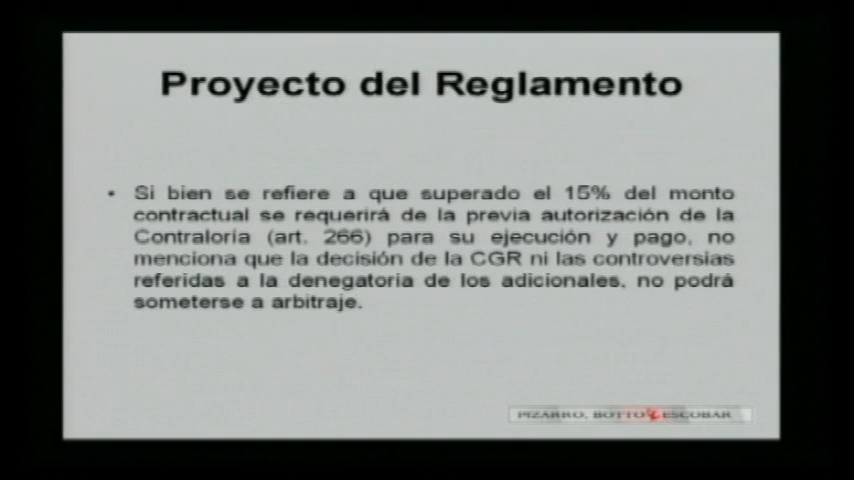 Proyecto del Reglamento
• Si bien se refiere a que superado el 15% del monto
contractual se requerirá de la previa autorización de la
Contraloría (art. 266) para su ejecución y pago, no
menciona que la decisión de la CGR ni las controversias
referidas a la denegatoria de los adicionales, no podrá
someterse a arbitraje.
PIZARRO, BOTTO & ESCOBAR